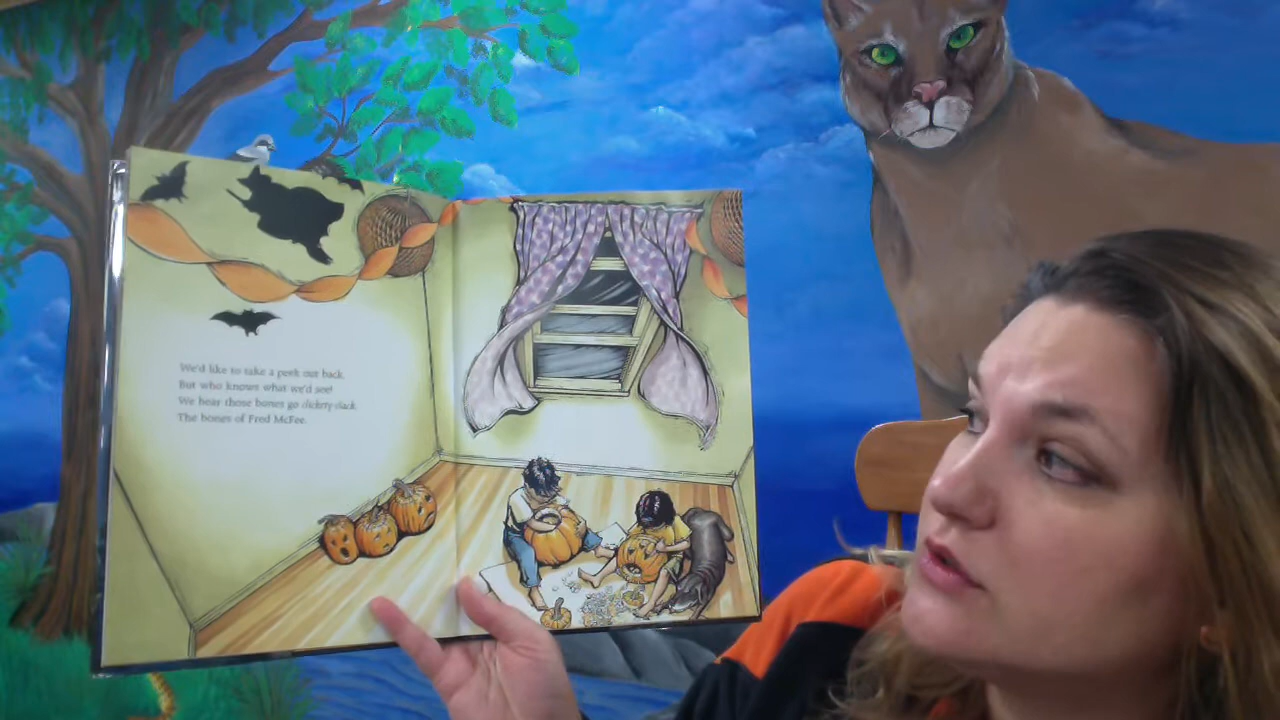 We'd like to take a peek out back.
But who knows what we'd see!
We hear those bones go clickety-clack.
The bones of Fred McFee.